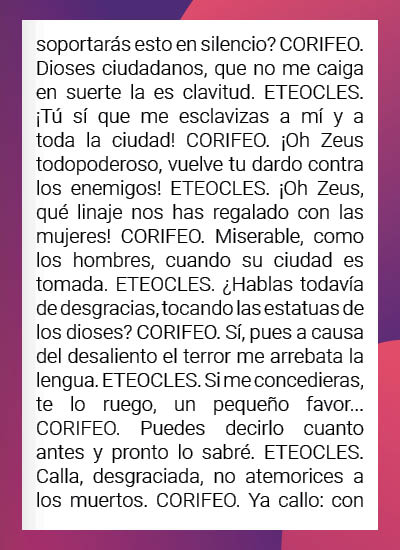 soportarás esto en silencio? CORIFEO.
Dioses ciudadanos, que no me caiga
en suerte la es clavitud. ETEOCLES.
¡Tú sí que me esclavizas a mí y a
toda la ciudad! CORIFEO. ¡Oh Zeus
todopoderoso, vuelve tu dardo contra
los enemigos! ETEOCLES. ¡Oh Zeus,
qué linaje nos has regalado con las
mujeres! CORIFEO. Miserable, como
los hombres, cuando su ciudad es
tomada. ETEOCLES. ¿Hablas todavía
de desgracias, tocando las estatuas de
los dioses? CORIFEO. Sí, pues a causa
del desaliento el terror me arrebata la
lengua. ETEOCLES. Si me concedieras,
te lo ruego, un pequeño favor...
CORIFEO. Puedes decirlo cuanto
antes y pronto lo sabré. ETEOCLES.
Calla, desgraciada, no atemorices a
los muertos. CORIFEO. Ya callo: con